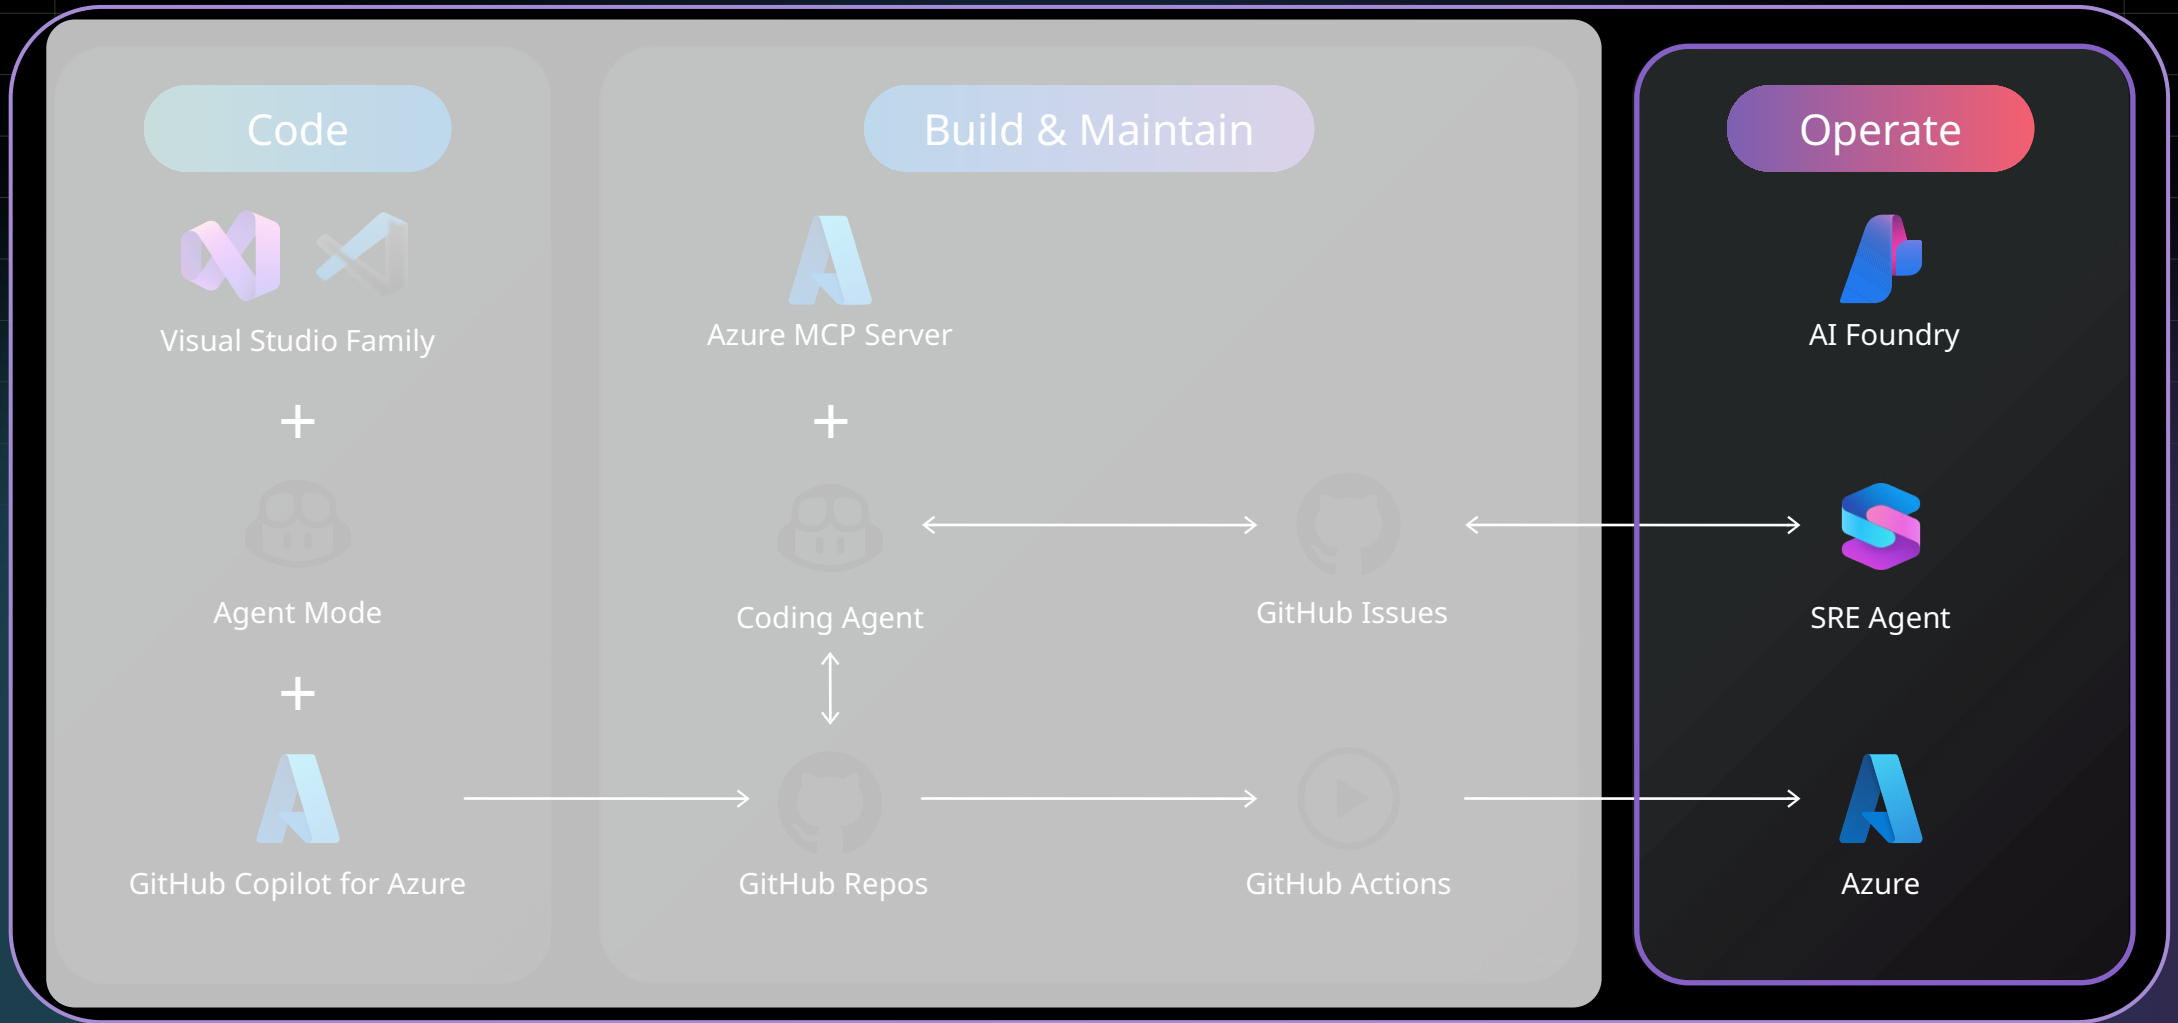 Code
Visual Studio Family
+
Agent Mode
+
GitHub Copilot for Azure
Build & Maintain
Azure MCP Server
+
Coding Agent
GitHub Issues
GitHub Repos
GitHub Actions
Operate
AI Foundry
SRE Agent
Azure